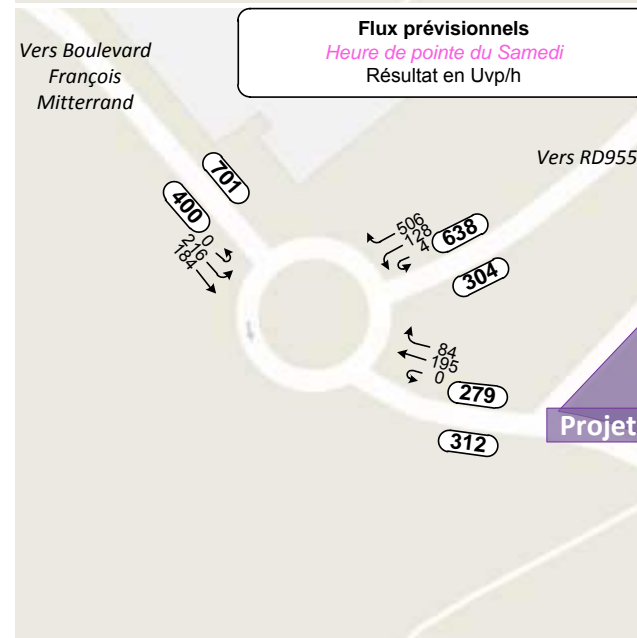 Flux prévisionnels
Heure de pointe du Samedi
Résultat en Uvp/h
Vers Boulevard
François
Mitterrand
Vers RD955
701
400
0
216
184
506
128
4
638
304
84
195
0
279
312
Projet